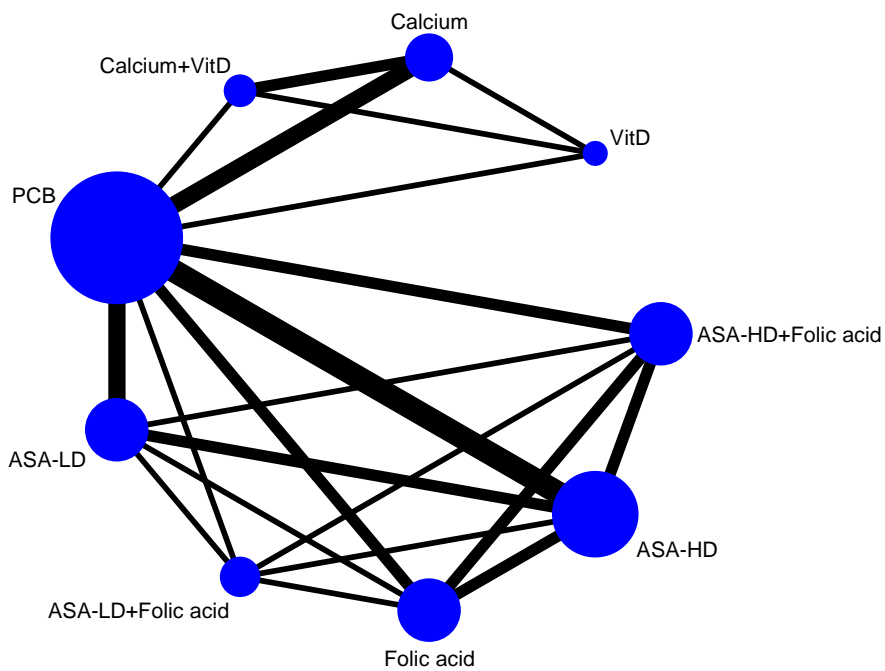 Calcium
Calcium+VitD
VitD
PCB
ASA-HD+Folic acid
ASA-LD
ASA-HD
ASA-LD+Folic acid
Folic acid